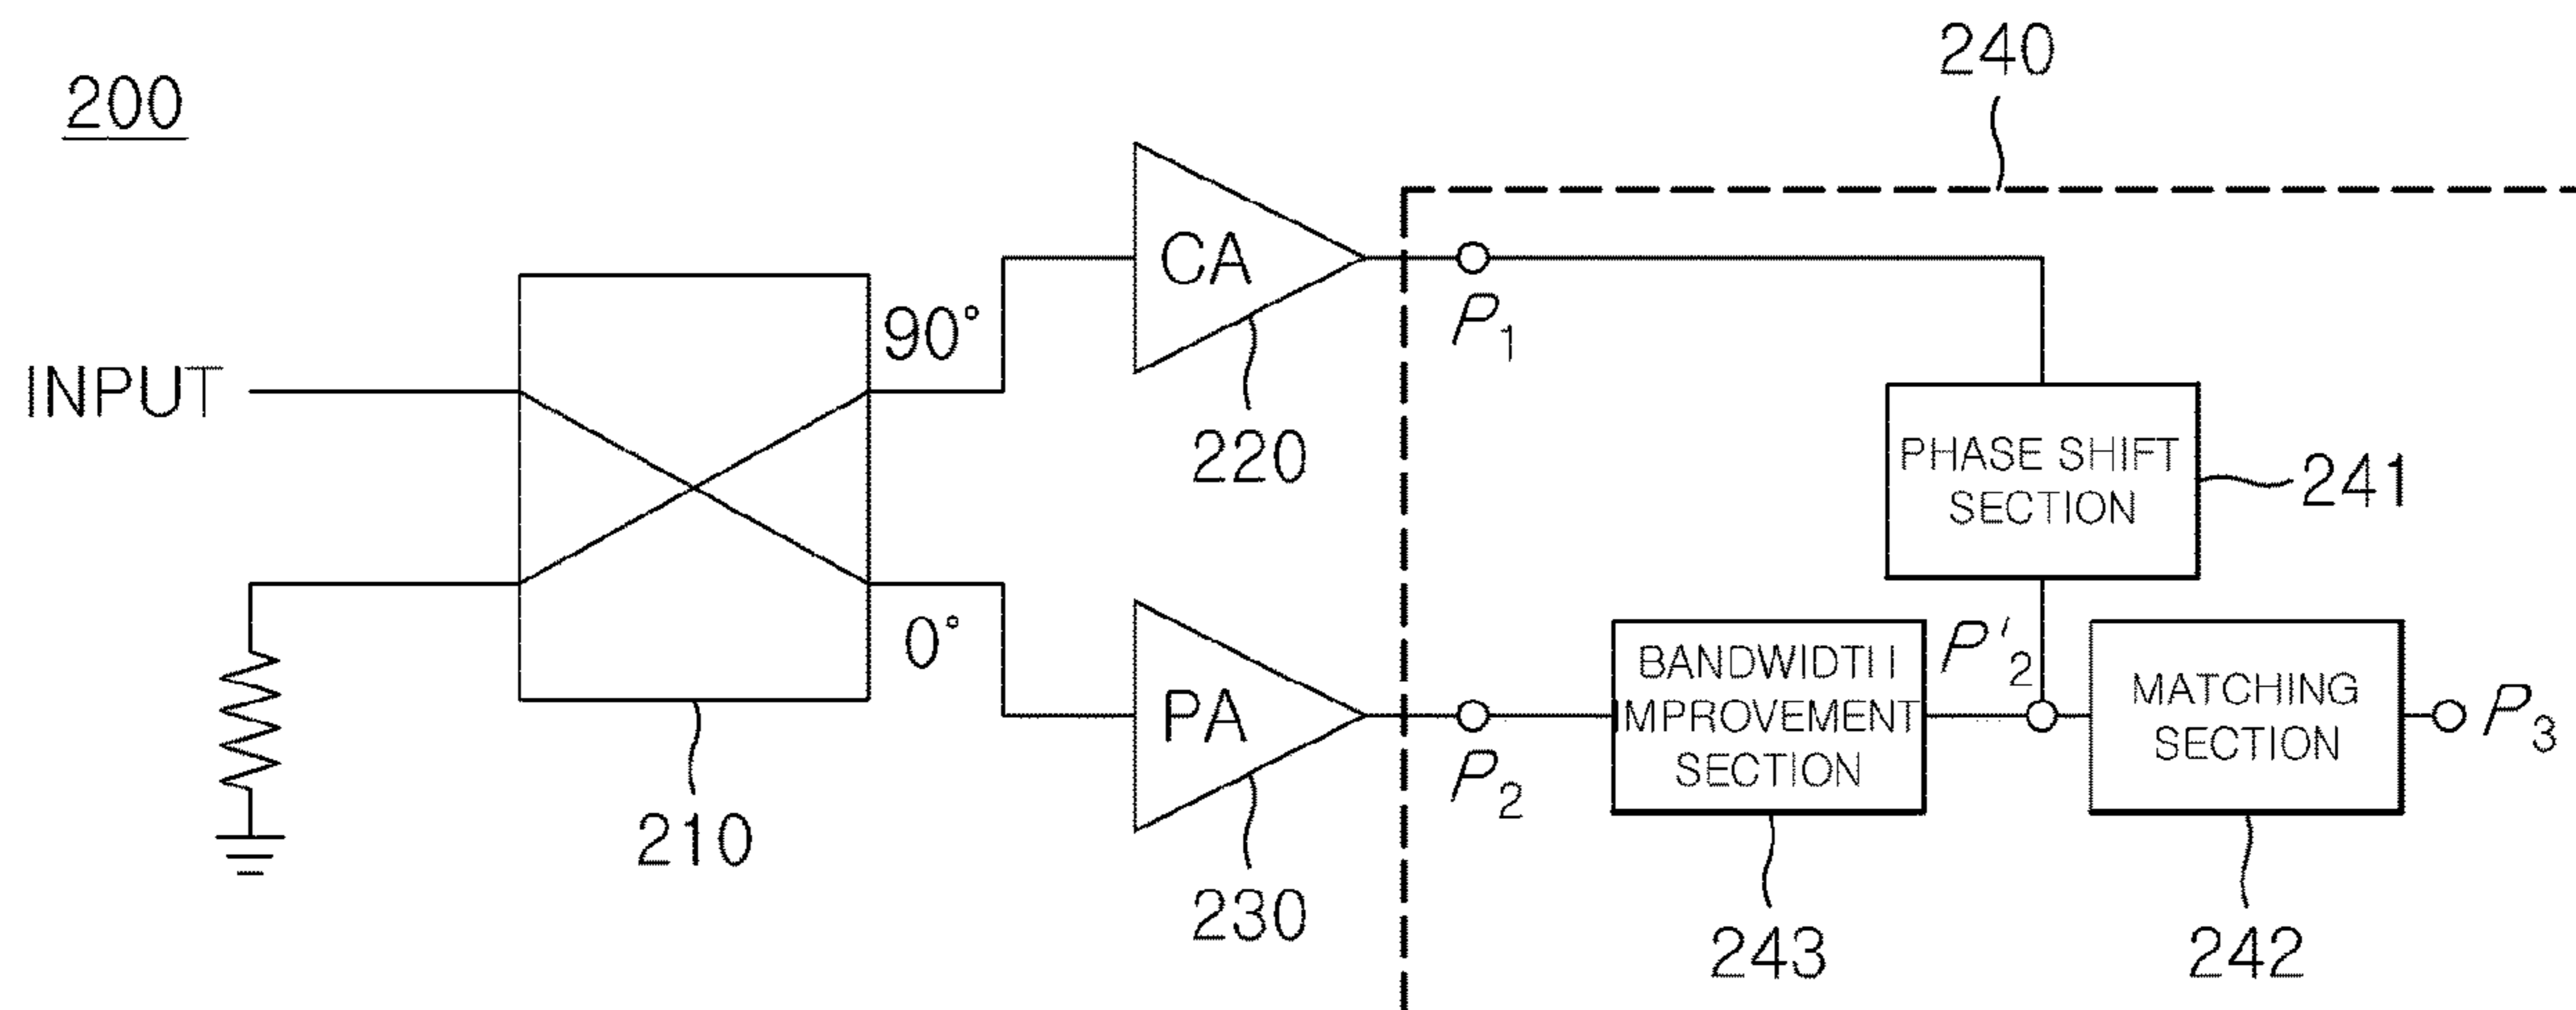 240
200
CA
90°
P1
INPUT
220
PHASE SHIFT
SECTION
241
0°
PA
BANDWIDTH
IMPROVEMENT
SECTION
P'2
MATCHING
SECTION
P3
P2
210
230
243
242